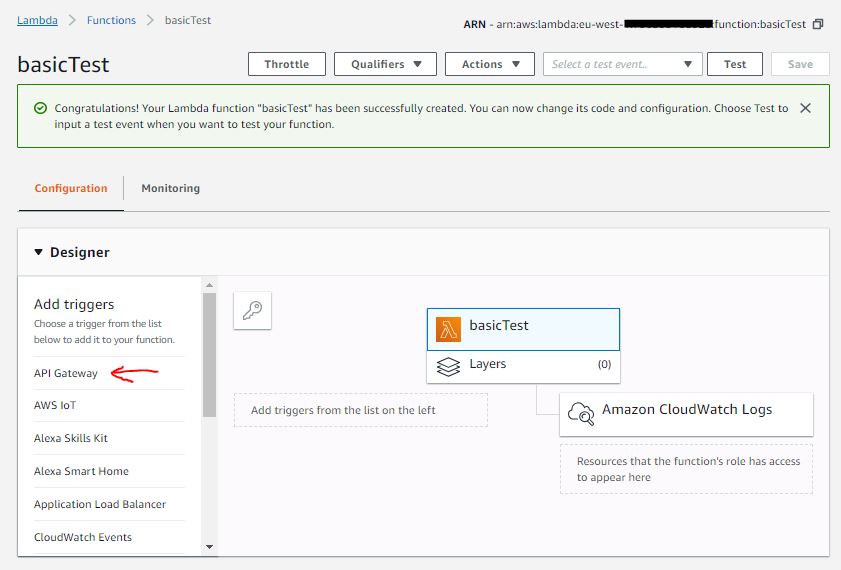 Lambda > Functions > basicTest
ARN - arn:aws:lambda:eu-west- :function:basicTest
basicTest
Throttle
Qualifiers
Actions
Select a test event..
Test
Save
Congratulations! Your Lambda function "basicTest" has been successfully created. You can now change its code and configuration. Choose Test to
input a test event when you want to test your function.
Configuration
Monitoring
Designer
Add triggers
Choose a trigger from the list
below to add it to your function.
API Gateway
AWS IoT
Alexa Skills Kit
Alexa Smart Home
Application Load Balancer
CloudWatch Events
basicTest
Layers (0)
Add triggers from the list on the left
Amazon CloudWatch Logs
Resources that the function's role has access
to appear here